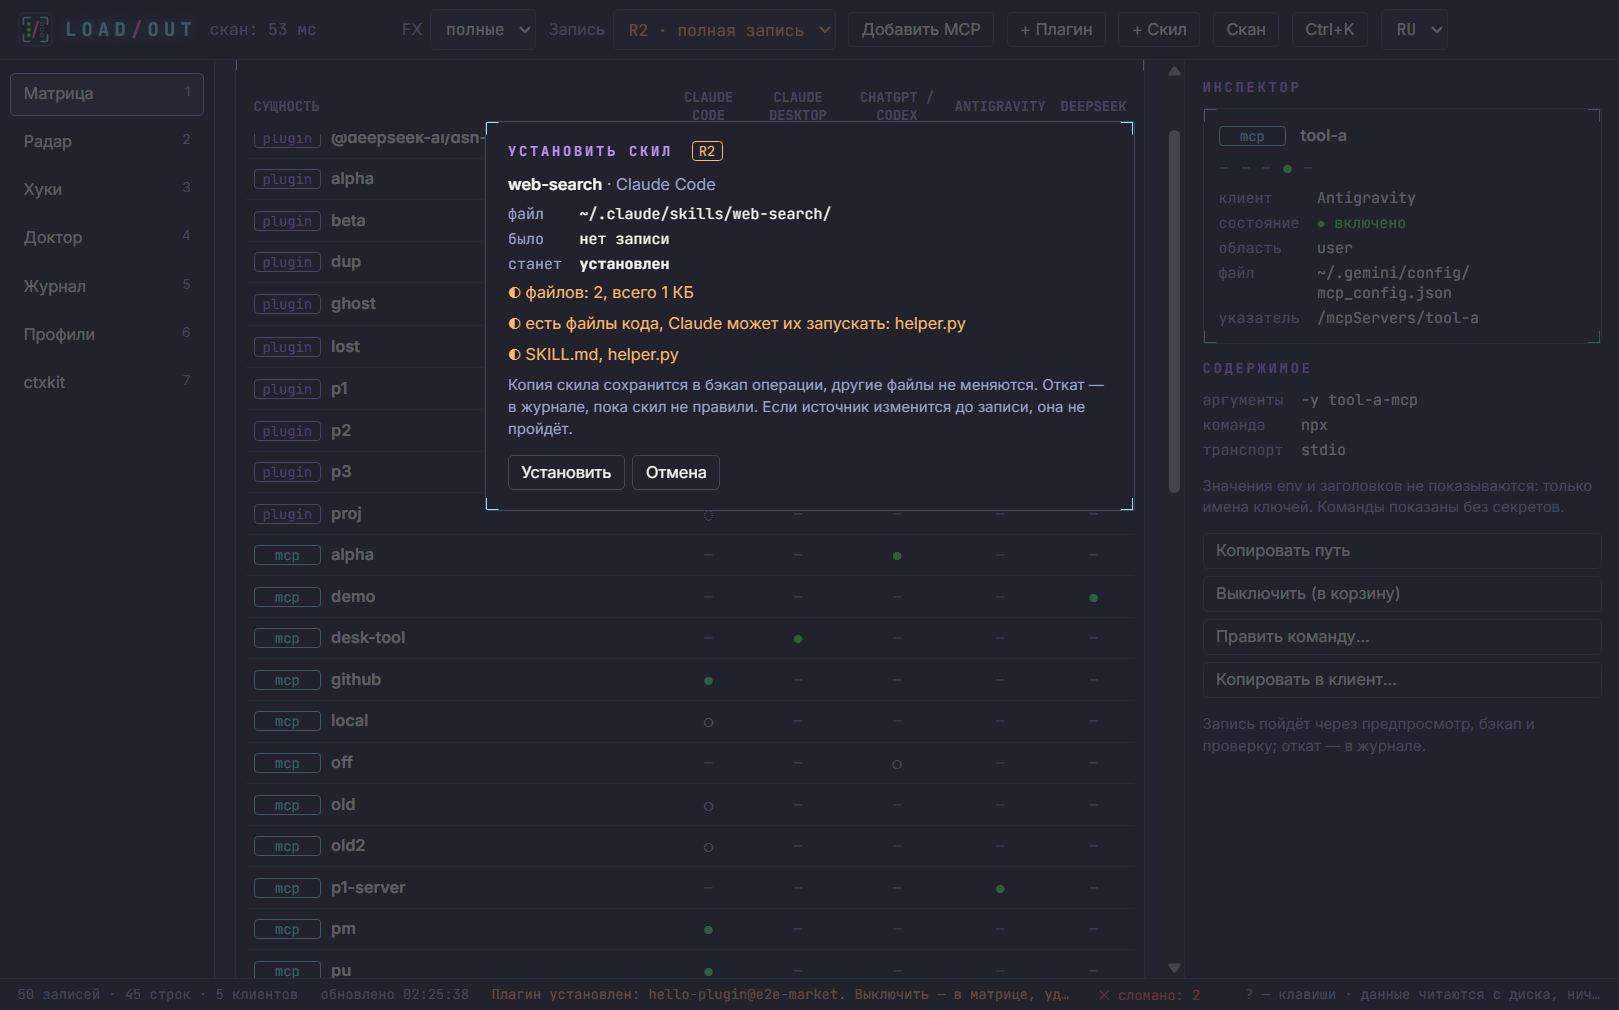 LOAD/OUT
скан: 53 мс
FX
полные
Запись
R2 · полная запись
Добавить MCP
+ Плагин
+ Скил
Скан
Ctrl+K
RU
Матрица 1
Радар 2
Хуки 3
Доктор 4
Журнал 5
Профили 6
ctxkit 7
СУЩНОСТЬ
CLAUDE CODE
CLAUDE DESKTOP
CHATGPT / CODEX
ANTIGRAVITY
DEEPSEEK
plugin @deepseek-ai/dsn-
plugin alpha
plugin beta
plugin dup
plugin ghost
plugin lost
plugin p1
plugin p2
plugin p3
plugin proj
mcp alpha
mcp demo
mcp desk-tool
mcp github
mcp local
mcp off
mcp old
mcp old2
mcp p1-server
mcp pm
mcp pu
УСТАНОВИТЬ СКИЛ R2
web-search · Claude Code
файл ~/.claude/skills/web-search/
было нет записи
станет установлен
файлов: 2, всего 1 КБ
есть файлы кода, Claude может их запускать: helper.py
SKILL.md, helper.py
Копия скила сохранится в бэкап операции, другие файлы не меняются. Откат —
в журнале, пока скил не правили. Если источник изменится до записи, она не
пройдёт.
Установить
Отмена
ИНСПЕКТОР
mcp tool-a
клиент Antigravity
состояние ● включено
область user
файл ~/.gemini/config/
mcp_config.json
указатель /mcpServers/tool-a
СОДЕРЖИМОЕ
аргументы -y tool-a-mcp
команда npx
транспорт stdio
Значения env и заголовков не показываются: только
имена ключей. Команды показаны без секретов.
Копировать путь
Выключить (в корзину)
Править команду…
Копировать в клиент…
Запись пойдёт через предпросмотр, бэкап и
проверку; откат — в журнале.
50 записей · 45 строк · 5 клиентов
обновлено 02:25:38
Плагин установлен: hello-plugin@e2e-market. Выключить — в матрице, уд…
✕ сломано: 2
? — клавиши · данные читаются с диска, нич…